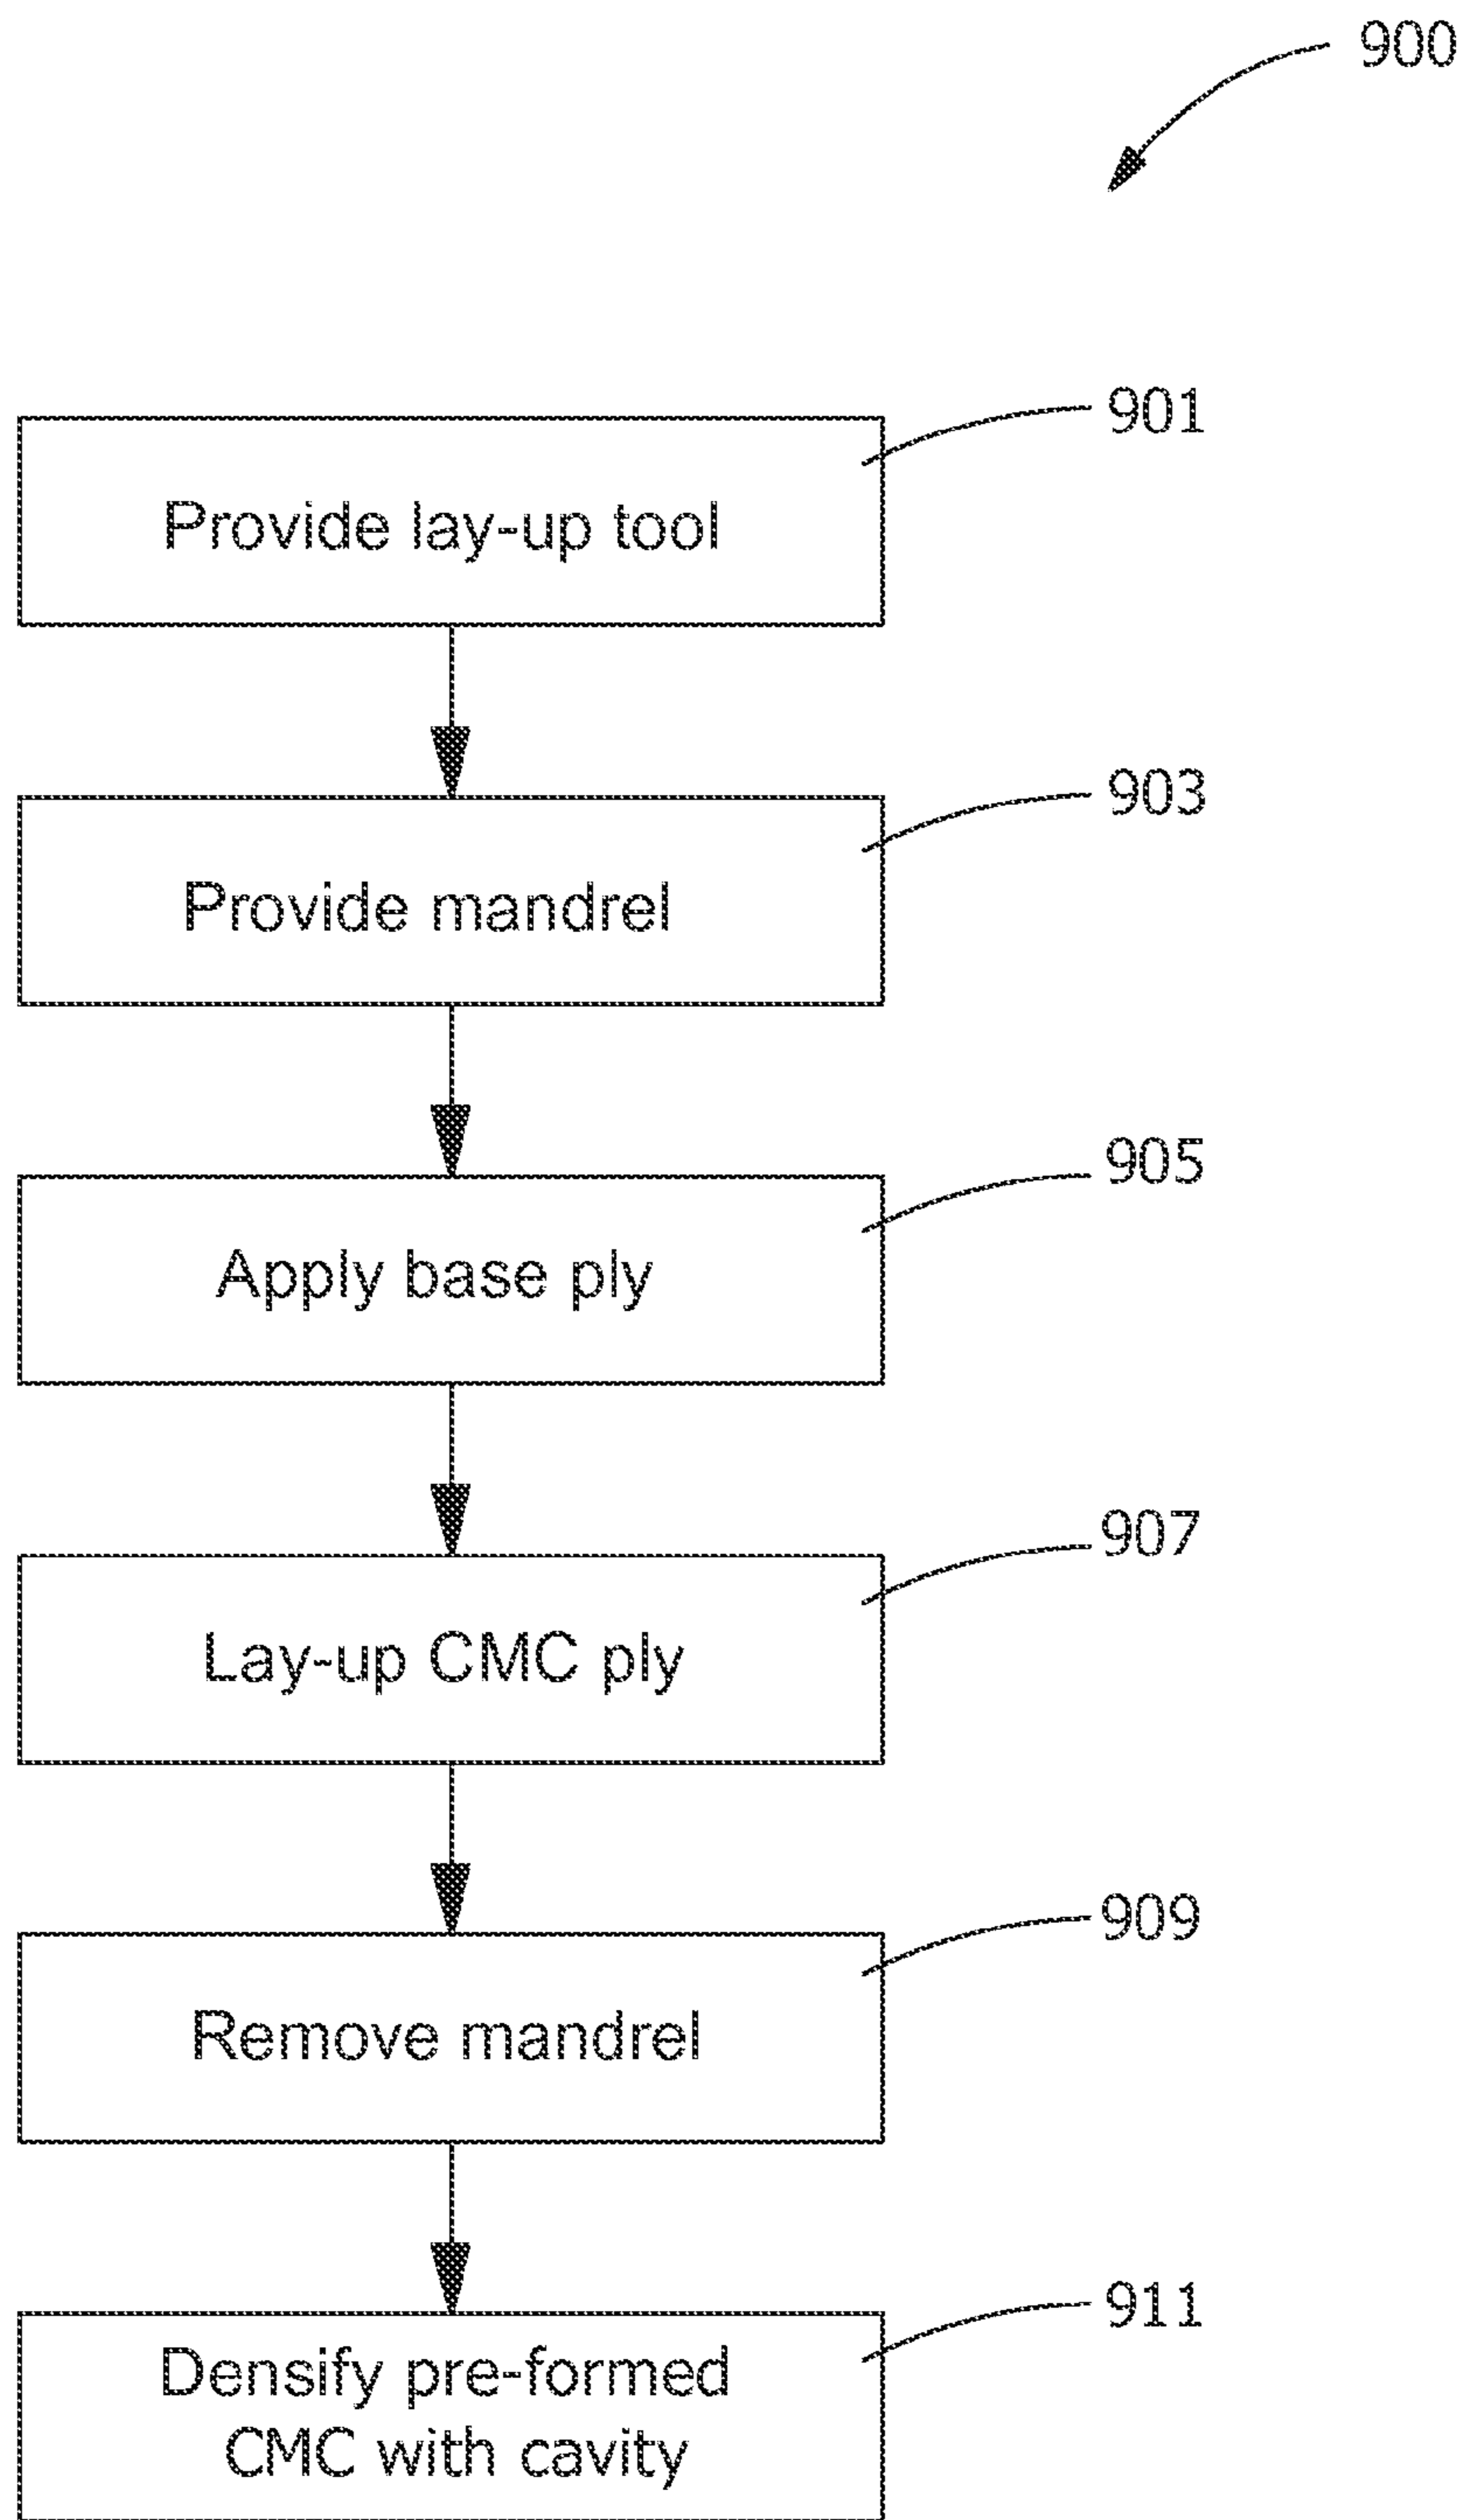 900
901
Provide lay-up tool
903
Provide mandrel
905
Apply base ply
907
Lay-up CMC ply
909
Remove mandrel
911
Densify pre-formed
CMC with cavity